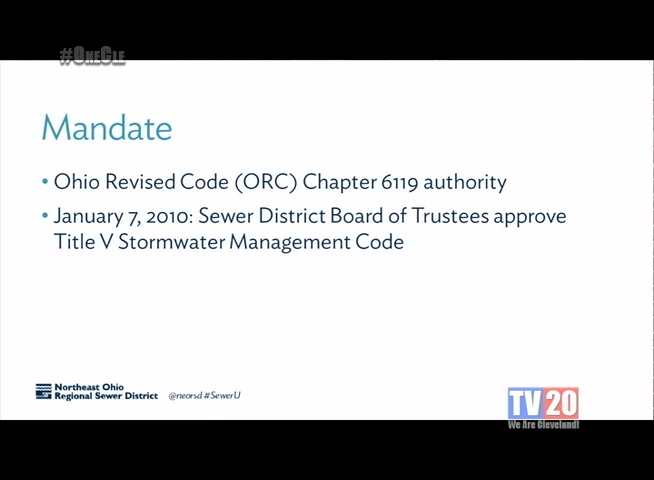 #OneCle
Mandate
• Ohio Revised Code (ORC) Chapter 6119 authority
• January 7, 2010: Sewer District Board of Trustees approve
Title V Stormwater Management Code
Northeast Ohio
Regional Sewer District
@neorsd #SewerU
TV20
We Are Cleveland!